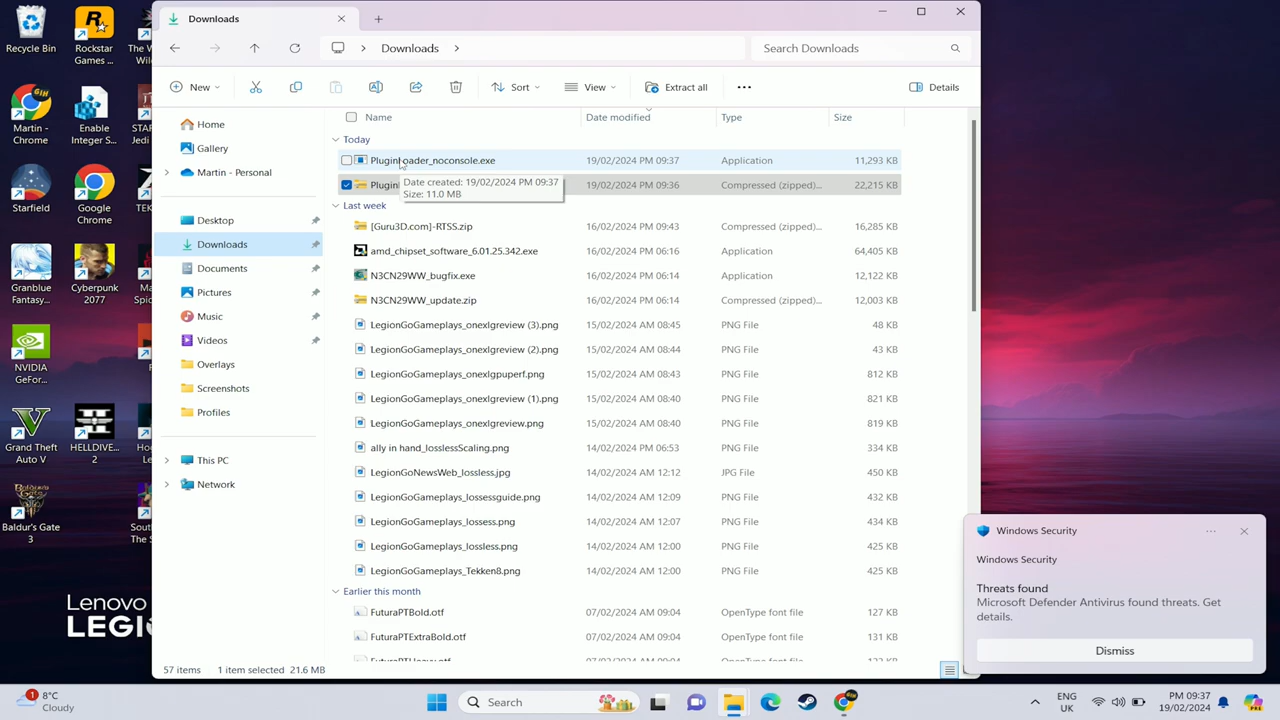 Downloads
Downloads
Search Downloads
New
Sort
View
Extract all
Details
Name
Date modified
Type
Size
Home
Gallery
Martin - Personal
Desktop
Downloads
Documents
Pictures
Music
Videos
Overlays
Screenshots
Profiles
This PC
Network
Today
PluginLoader_noconsole.exe 19/02/2024 PM 09:37 Application 11,293 KB
Plugin 19/02/2024 PM 09:36 Compressed (zipped)... 22,215 KB
Date created: 19/02/2024 PM 09:37
Size: 11.0 MB
Last week
[Guru3D.com]-RTSS.zip 16/02/2024 PM 09:43 Compressed (zipped)... 16,285 KB
amd_chipset_software_6.01.25.342.exe 16/02/2024 PM 06:16 Application 64,405 KB
N3CN29WW_bugfix.exe 16/02/2024 PM 06:14 Application 12,122 KB
N3CN29WW_update.zip 16/02/2024 PM 06:14 Compressed (zipped)... 12,003 KB
LegionGoGameplays_onexlgreview (3).png 15/02/2024 AM 08:45 PNG File 48 KB
LegionGoGameplays_onexlgreview (2).png 15/02/2024 AM 08:44 PNG File 43 KB
LegionGoGameplays_onexlgpuperf.png 15/02/2024 AM 08:43 PNG File 812 KB
LegionGoGameplays_onexlgreview (1).png 15/02/2024 AM 08:40 PNG File 821 KB
LegionGoGameplays_onexlgreview.png 15/02/2024 AM 08:40 PNG File 819 KB
ally in hand_losslesScaling.png 14/02/2024 PM 06:53 PNG File 334 KB
LegionGoNewsWeb_lossless.jpg 14/02/2024 AM 12:12 JPG File 450 KB
LegionGoGameplays_lossessguide.png 14/02/2024 AM 12:09 PNG File 432 KB
LegionGoGameplays_lossess.png 14/02/2024 AM 12:07 PNG File 434 KB
LegionGoGameplays_lossless.png 14/02/2024 AM 12:00 PNG File 425 KB
LegionGoGameplays_Tekken8.png 14/02/2024 AM 12:00 PNG File 425 KB
Earlier this month
FuturaPTBold.otf 07/02/2024 AM 09:04 OpenType font file 127 KB
FuturaPTExtraBold.otf 07/02/2024 AM 09:04 OpenType font file 131 KB
57 items 1 item selected 21.6 MB
Recycle Bin
Rockstar
Games ...
Martin -
Chrome
Enable
Integer S...
Starfield
Google
Chrome
Granblue
Fantasy...
Cyberpunk
2077
NVIDIA
GeFor...
Grand Theft
Auto V
HELLDIVE...
2
Baldur's Gate
3
Lenovo
LEGI
Windows Security
Windows Security
Threats found
Microsoft Defender Antivirus found threats. Get
details.
Dismiss
1
8°C
Cloudy
Search
ENG
UK
PM 09:37
19/02/2024